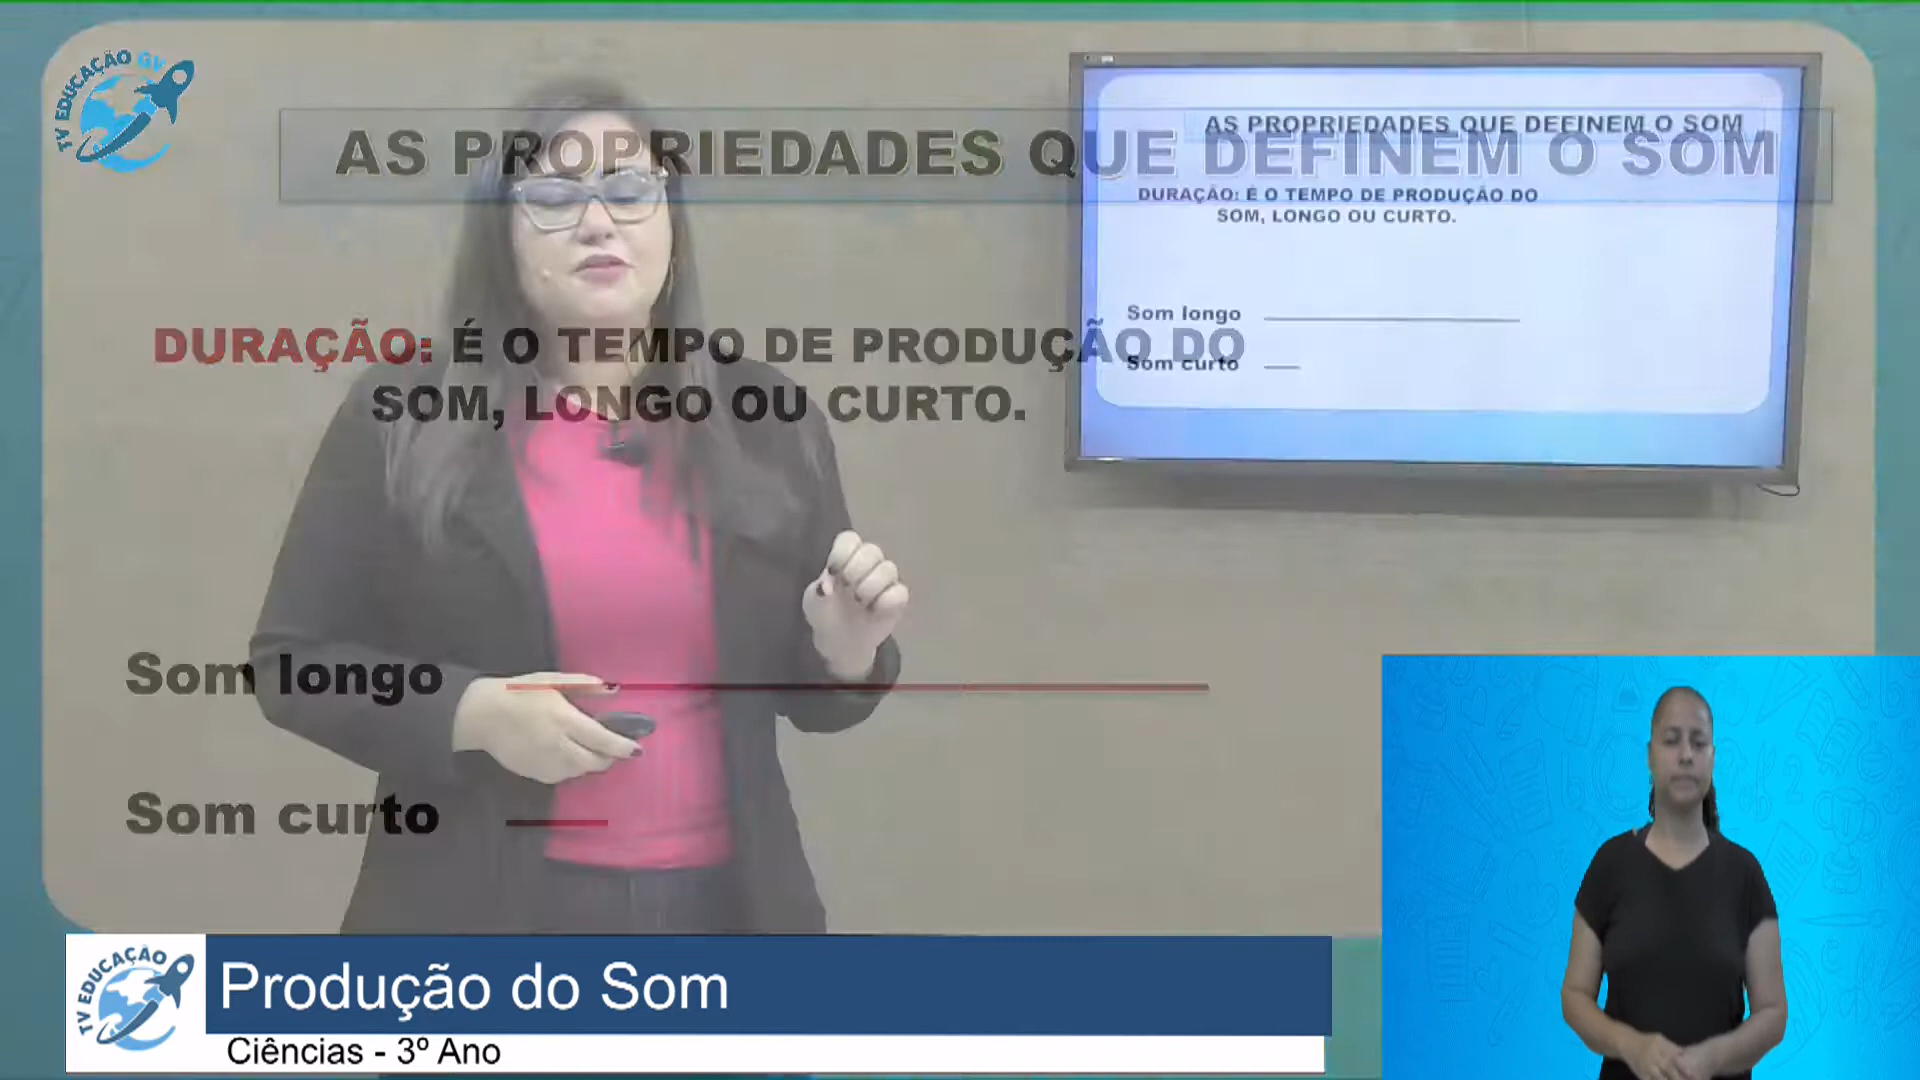 TV EDUCAÇÃO GV
AS PROPRIEDADES QUE DEFINEM O SOM
DURAÇÃO: É O TEMPO DE PRODUÇÃO DO
SOM, LONGO OU CURTO.
Som longo
Som curto
AS PROPRIEDADES QUE DEFINEM O SOM
DURAÇÃO: É O TEMPO DE PRODUÇÃO DO
SOM, LONGO OU CURTO.
Som longo
Som curto
TV EDUCAÇÃO
Produção do Som
Ciências - 3º Ano